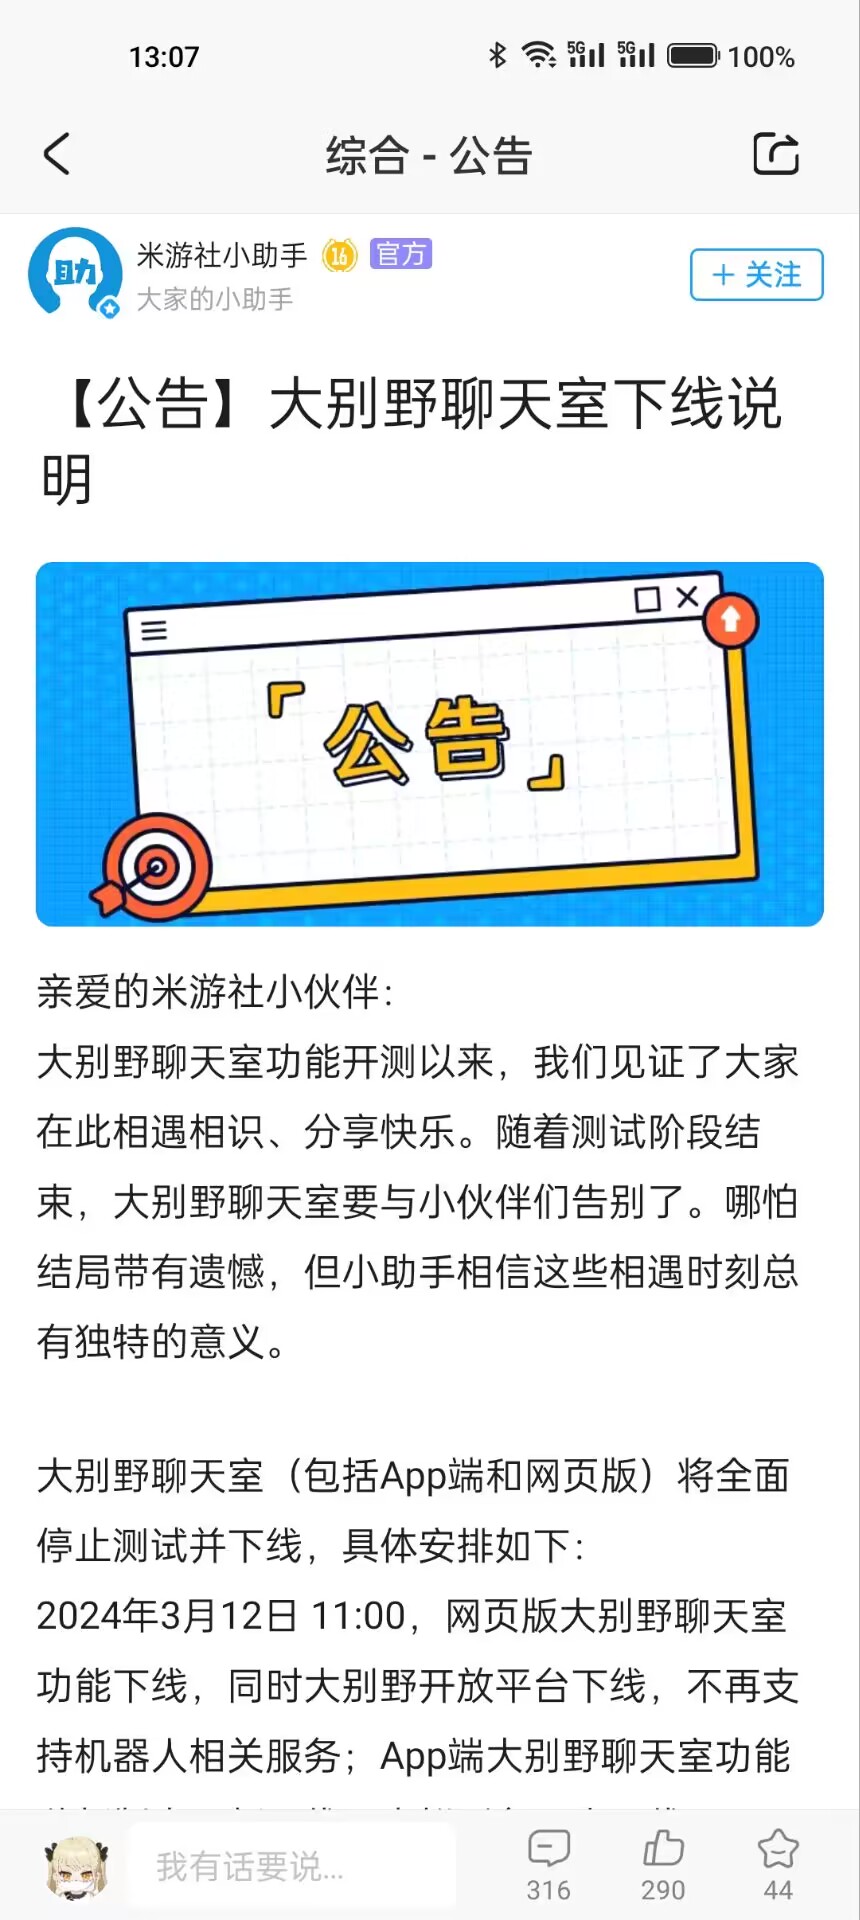 13:07
5G 5G 100%
综合 - 公告
助
米游社小助手 16 官方
大家的小助手
+ 关注
【公告】大别野聊天室下线说
明
「公告」
亲爱的米游社小伙伴：
大别野聊天室功能开测以来，我们见证了大家
在此相遇相识、分享快乐。随着测试阶段结
束，大别野聊天室要与小伙伴们告别了。哪怕
结局带有遗憾，但小助手相信这些相遇时刻总
有独特的意义。
大别野聊天室（包括App端和网页版）将全面
停止测试并下线，具体安排如下：
2024年3月12日 11:00，网页版大别野聊天室
功能下线，同时大别野开放平台下线，不再支
持机器人相关服务；App端大别野聊天室功能
我有话要说...
316
290
44